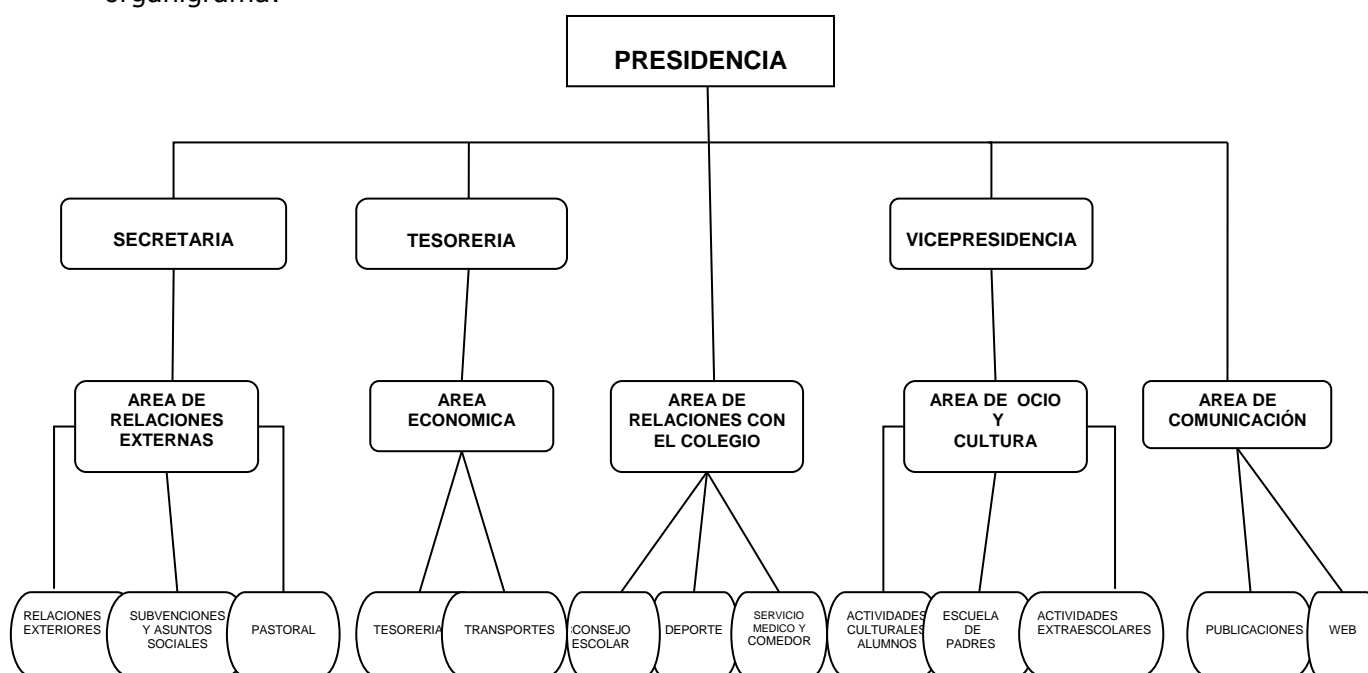 organigrama:
PRESIDENCIA
SECRETARIA
TESORERIA
VICEPRESIDENCIA
AREA DE
RELACIONES
EXTERNAS
AREA
ECONOMICA
AREA DE
RELACIONES CON
EL COLEGIO
AREA DE OCIO
Y
CULTURA
AREA DE
COMUNICACIÓN
RELACIONES
EXTERIORES
SUBVENCIONES
Y ASUNTOS
SOCIALES
PASTORAL
TESORERIA
TRANSPORTES
CONSEJO
ESCOLAR
DEPORTE
SERVICIO
MEDICO Y
COMEDOR
ACTIVIDADES
CULTURALES
ALUMNOS
ESCUELA
DE
PADRES
ACTIVIDADES
EXTRAESCOLARES
PUBLICACIONES
WEB